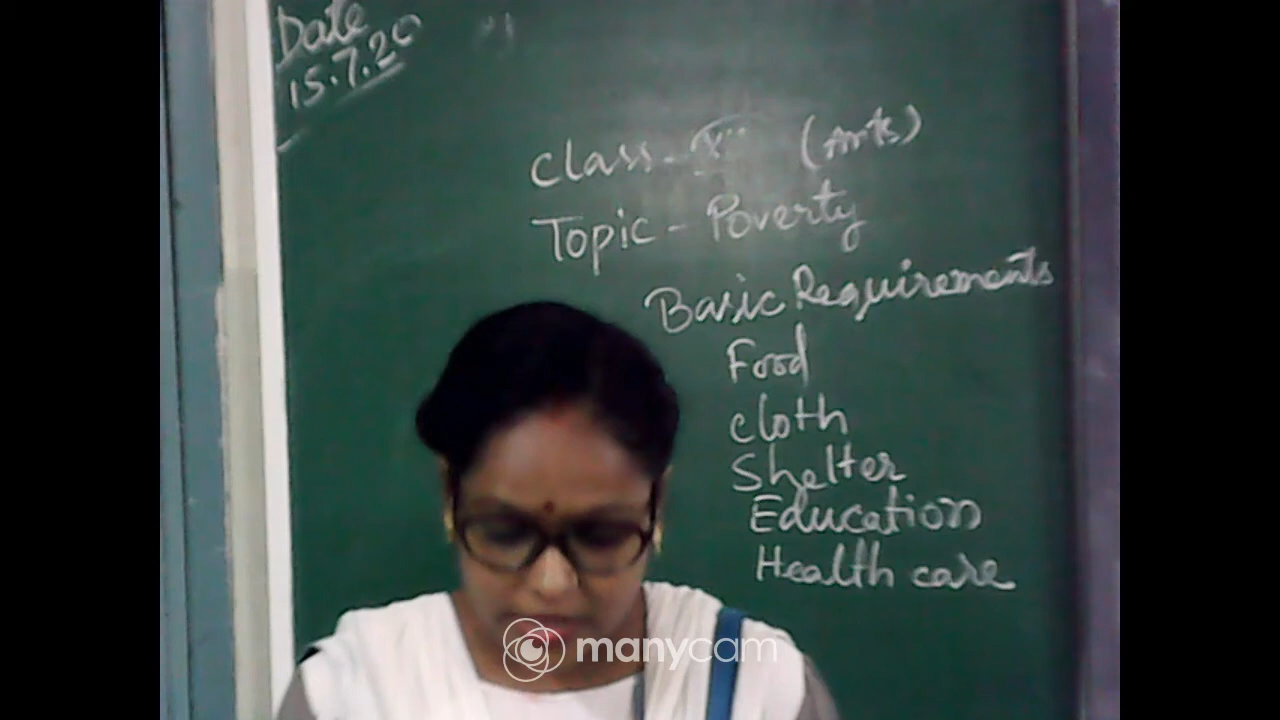 Date
15.7.20
Class - (Arts)
Topic - Poverty
Basic Requirements
Food
cloth
Shelter
Education
Health care
manycam